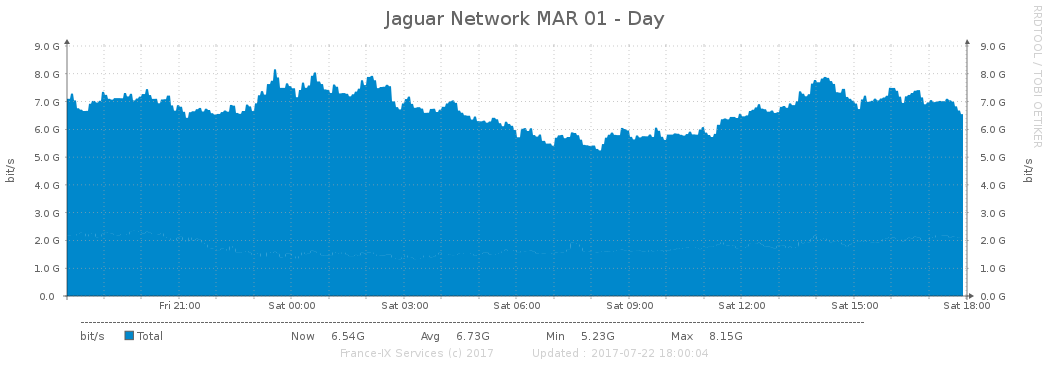 Jaguar Network MAR 01 - Day
RRDTOOL / TOBI OETIKER
bit/s
9.0 G
8.0 G
7.0 G
6.0 G
5.0 G
4.0 G
3.0 G
2.0 G
1.0 G
0.0
9.0 G
8.0 G
7.0 G
6.0 G
5.0 G
4.0 G
3.0 G
2.0 G
1.0 G
0.0 G
bit/s
Fri 21:00 Sat 00:00 Sat 03:00 Sat 06:00 Sat 09:00 Sat 12:00 Sat 15:00 Sat 18:00
bit/s Total Now 6.54G Avg 6.73G Min 5.23G Max 8.15G
France-IX Services (c) 2017 Updated : 2017-07-22 18:00:04